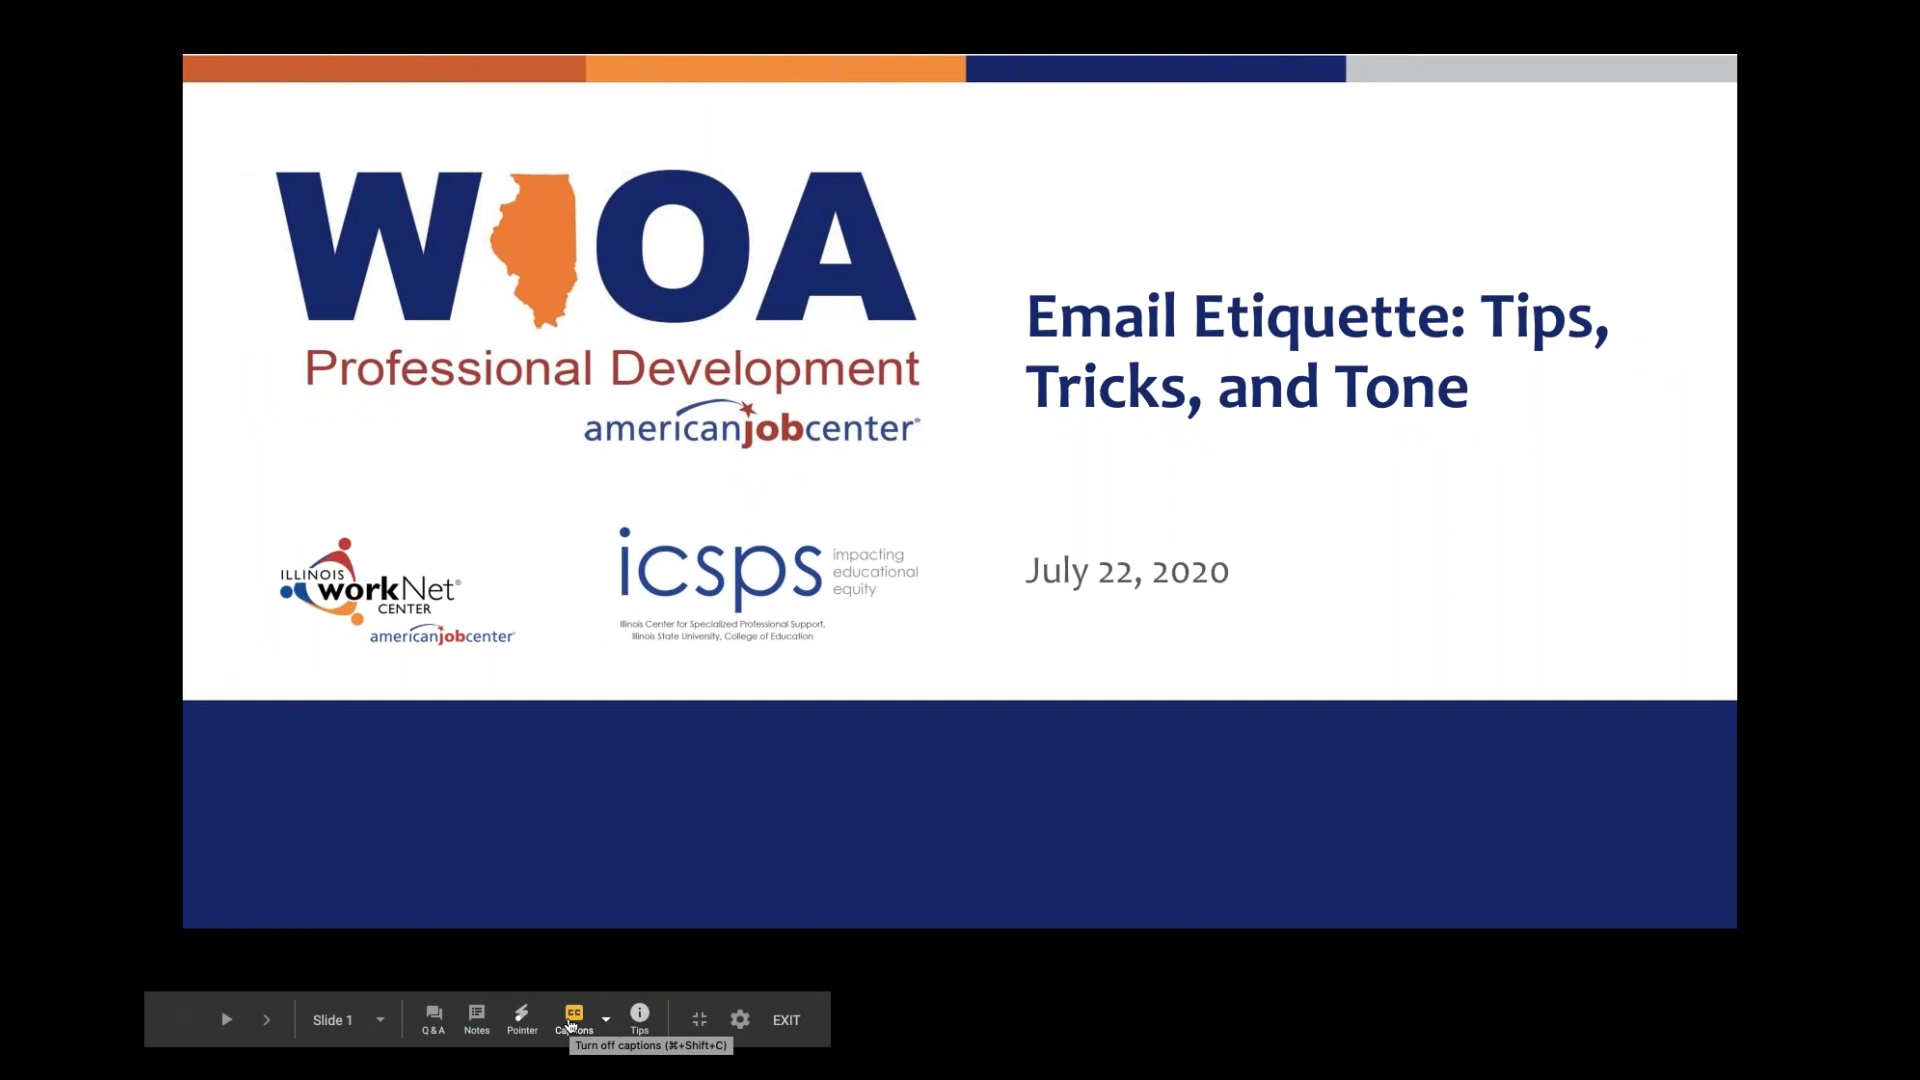 WIOA
Professional Development
americanjobcenter®
Email Etiquette: Tips,
Tricks, and Tone
ILLINOIS
workNet®
CENTER
americanjobcenter®
icsps
impacting
educational
equity
Illinois Center for Specialized Professional Support,
Illinois State University, College of Education
July 22, 2020
Slide 1
Q & A
Notes
Pointer
CC
Captions
Tips
EXIT
Turn off captions (⌘+Shift+C)